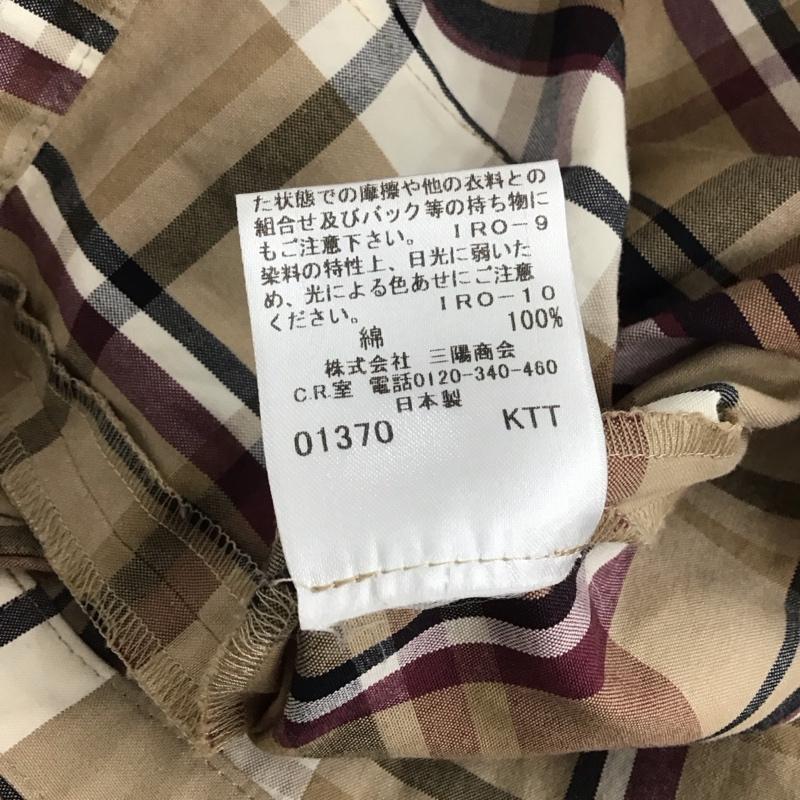 た状態での摩擦や他の衣料との
組合せ及びバック等の持ち物に
もご注意下さい。 IRO-9
染料の特性上、日光に弱いた
め、光による色あせにご注意
ください。 IRO-10
綿 100%
株式会社 三陽商会
C.R.室 電話0120-340-460
日本製
01370 KTT